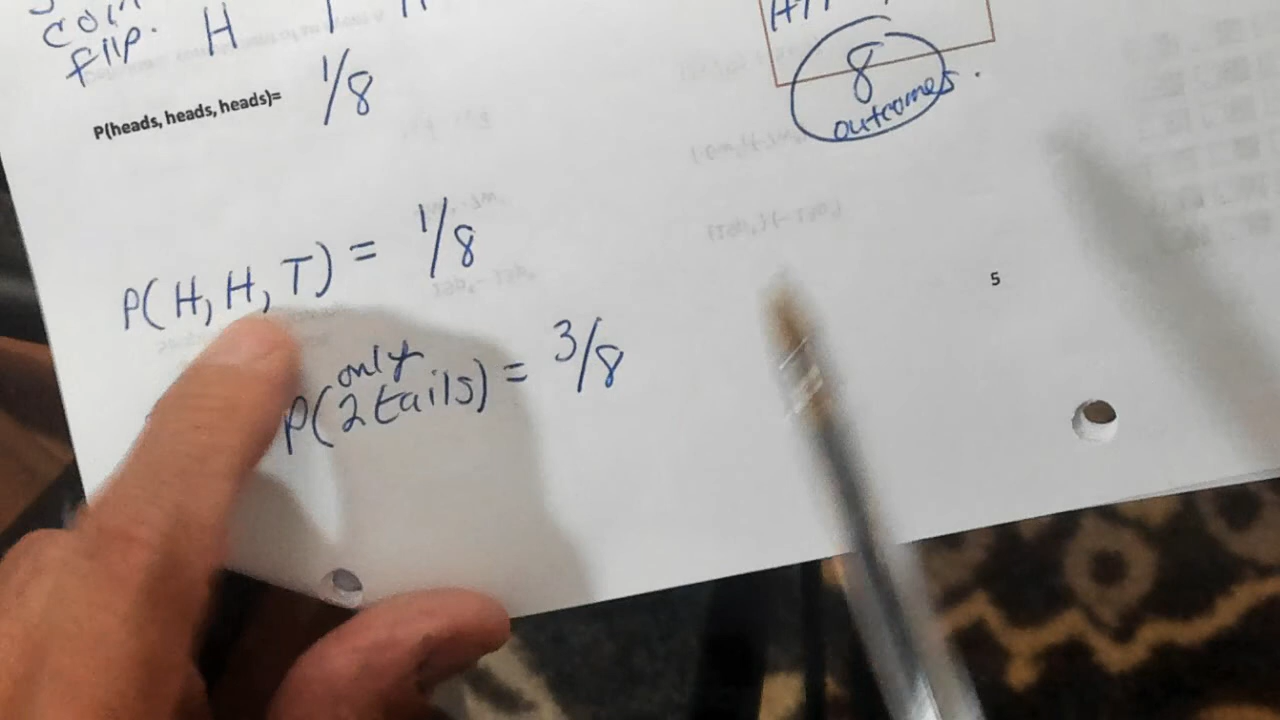 coin
flip. H
P(heads, heads, heads)= 1/8
8
outcomes.
P(H, H, T) = 1/8
only
P(2 tails) = 3/8
5